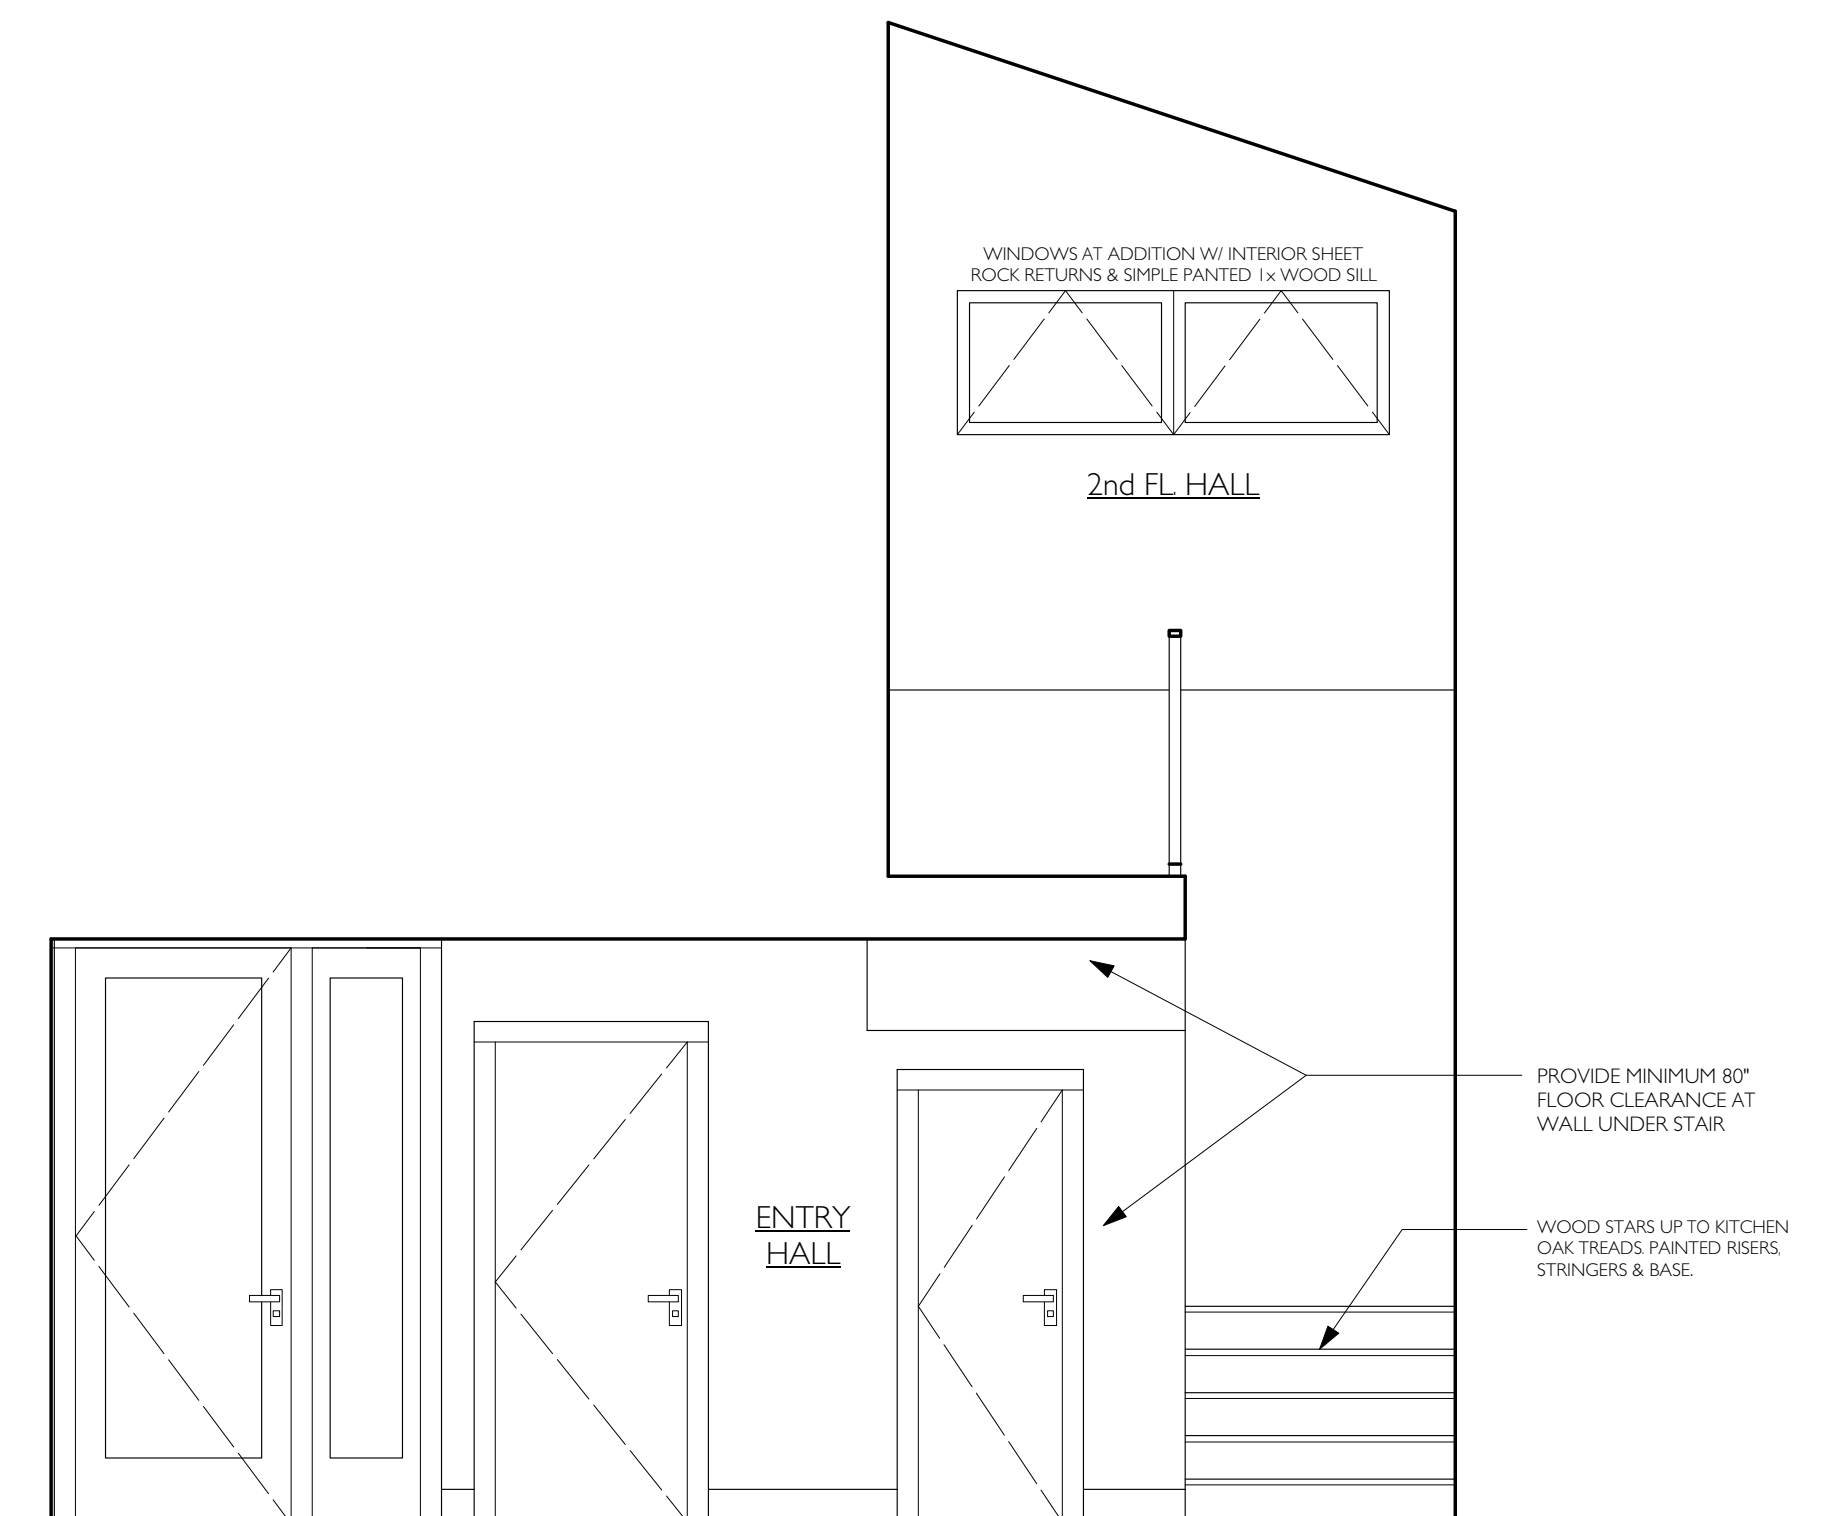 WINDOWS AT ADDITION W/ INTERIOR SHEET
ROCK RETURNS & SIMPLE PANTED 1x WOOD SILL
2nd FL. HALL
PROVIDE MINIMUM 80"
FLOOR CLEARANCE AT
WALL UNDER STAIR
ENTRY
HALL
WOOD STARS UP TO KITCHEN
OAK TREADS. PAINTED RISERS,
STRINGERS & BASE.